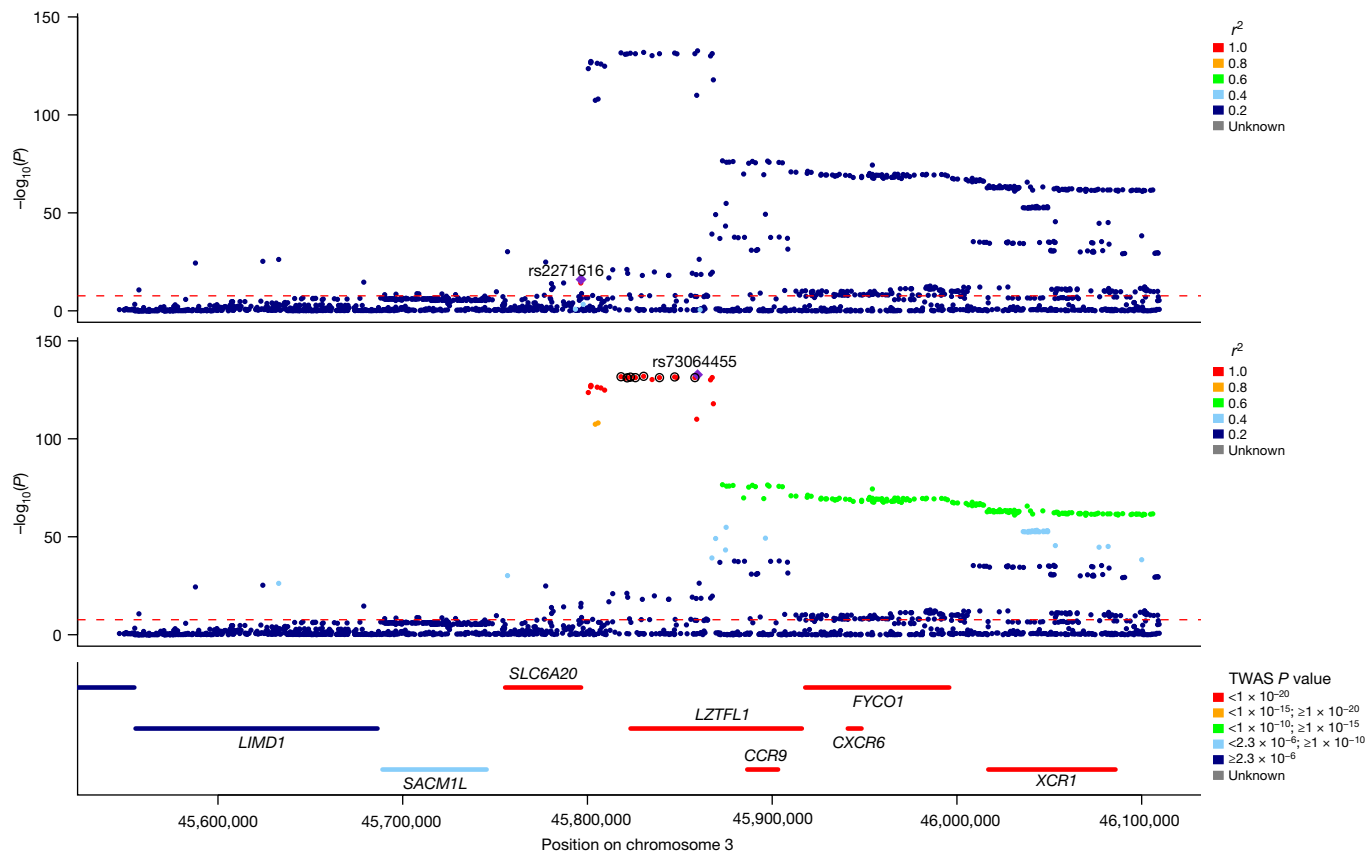 150
100
50
0
−log₁₀(P)
rs2271616
r²
1.0
0.8
0.6
0.4
0.2
Unknown
150
100
50
0
−log₁₀(P)
rs73064455
r²
1.0
0.8
0.6
0.4
0.2
Unknown
SLC6A20
FYCO1
LZTFL1
LIMD1
CXCR6
CCR9
SACM1L
XCR1
TWAS P value
<1 × 10⁻²⁰
<1 × 10⁻¹⁵; ≥1 × 10⁻²⁰
<1 × 10⁻¹⁰; ≥1 × 10⁻¹⁵
<2.3 × 10⁻⁶; ≥1 × 10⁻¹⁰
≥2.3 × 10⁻⁶
Unknown
45,600,000 45,700,000 45,800,000 45,900,000 46,000,000 46,100,000
Position on chromosome 3